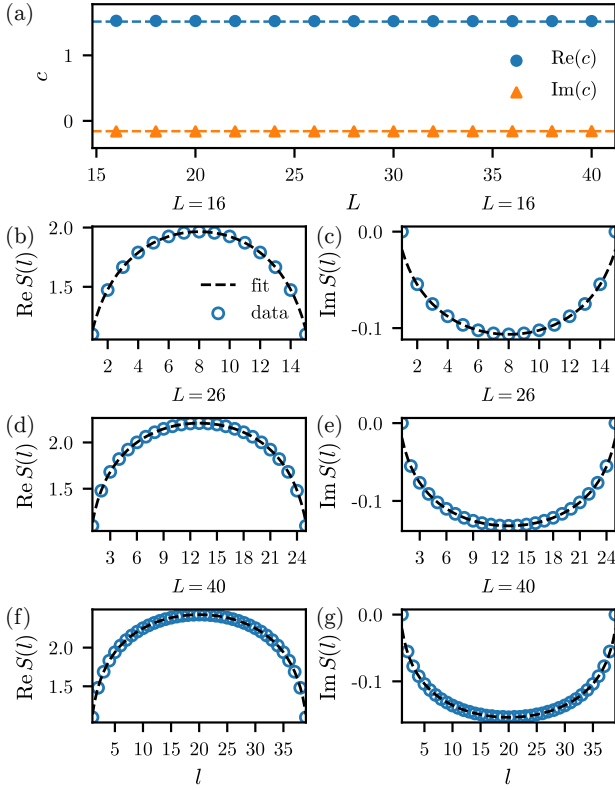 (a)
c
1
0
Re(c)
Im(c)
15 20 25 30 35 40
L = 16 L L = 16
(b) (c)
Re S(l)
2.0
1.5
fit
data
2 4 6 8 10 12 14
Im S(l)
0.0
-0.1
2 4 6 8 10 12 14
L = 26 L = 26
(d) (e)
Re S(l)
2.0
1.5
3 6 9 12 15 18 21 24
Im S(l)
0.0
-0.1
3 6 9 12 15 18 21 24
L = 40 L = 40
(f) (g)
Re S(l)
2.0
1.5
5 10 15 20 25 30 35
l
Im S(l)
0.0
-0.1
5 10 15 20 25 30 35
l